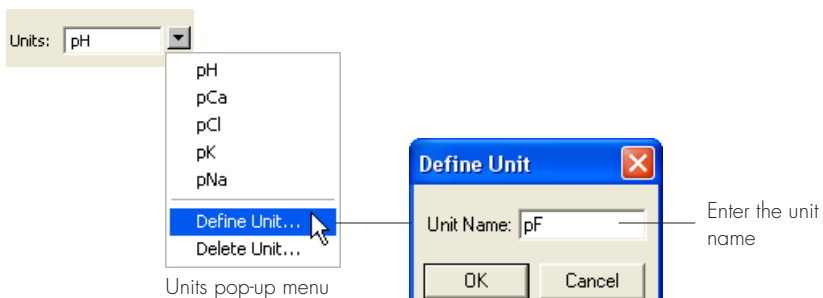 Units: pH
pH
pCa
pCl
pK
pNa
Define Unit...
Delete Unit...
Units pop-up menu
Define Unit
Unit Name: pF
OK Cancel
Enter the unit
name